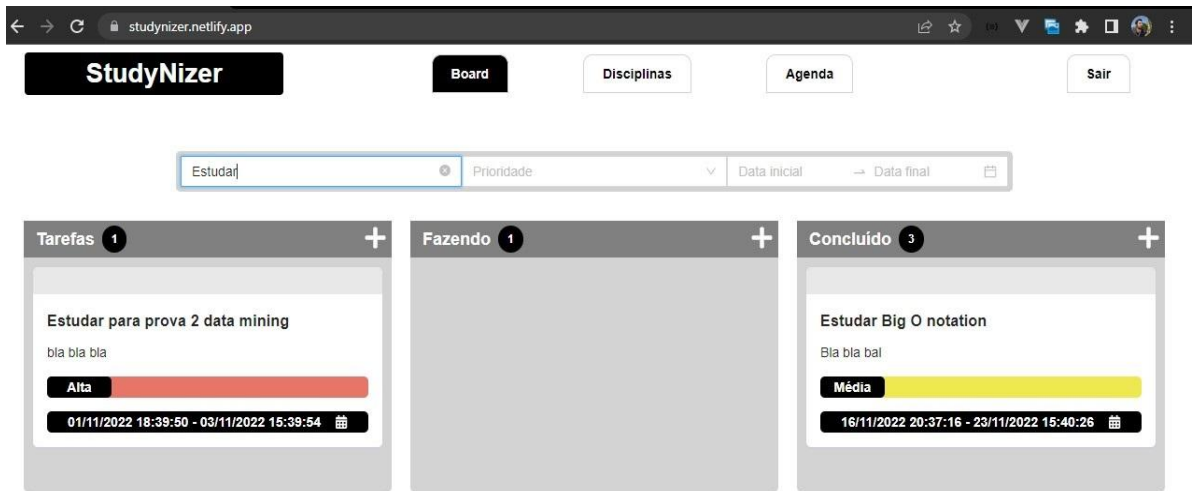 studynizer.netlify.app
StudyNizer
Board
Disciplinas
Agenda
Sair
Estudar
Prioridade
Data inicial
Data final
Tarefas 1
Fazendo 1
Concluído 3
Estudar para prova 2 data mining
bla bla bla
Alta
01/11/2022 18:39:50 - 03/11/2022 15:39:54
Estudar Big O notation
Bla bla bal
Média
16/11/2022 20:37:16 - 23/11/2022 15:40:26